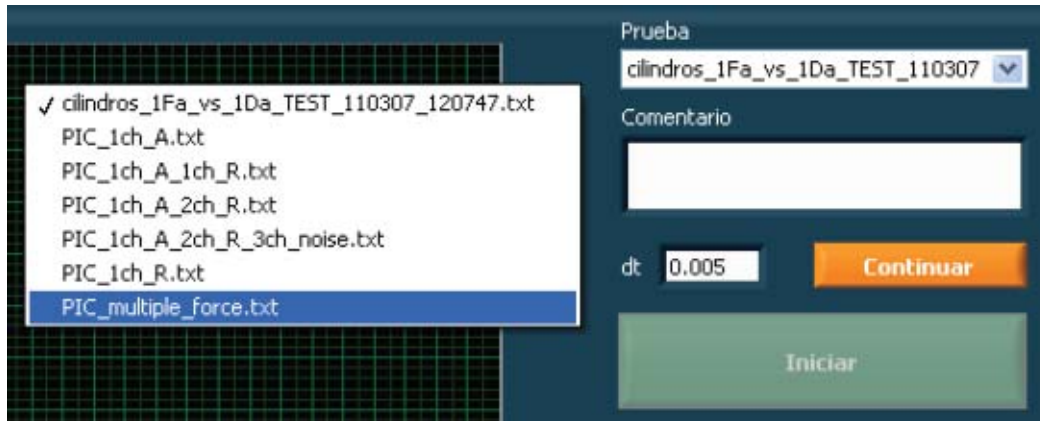 ✓ cilindros_1Fa_vs_1Da_TEST_110307_120747.txt
PIC_1ch_A.txt
PIC_1ch_A_1ch_R.txt
PIC_1ch_A_2ch_R.txt
PIC_1ch_A_2ch_R_3ch_noise.txt
PIC_1ch_R.txt
PIC_multiple_force.txt
Prueba
cilindros_1Fa_vs_1Da_TEST_110307
Comentario
dt 0.005 Continuar
Iniciar